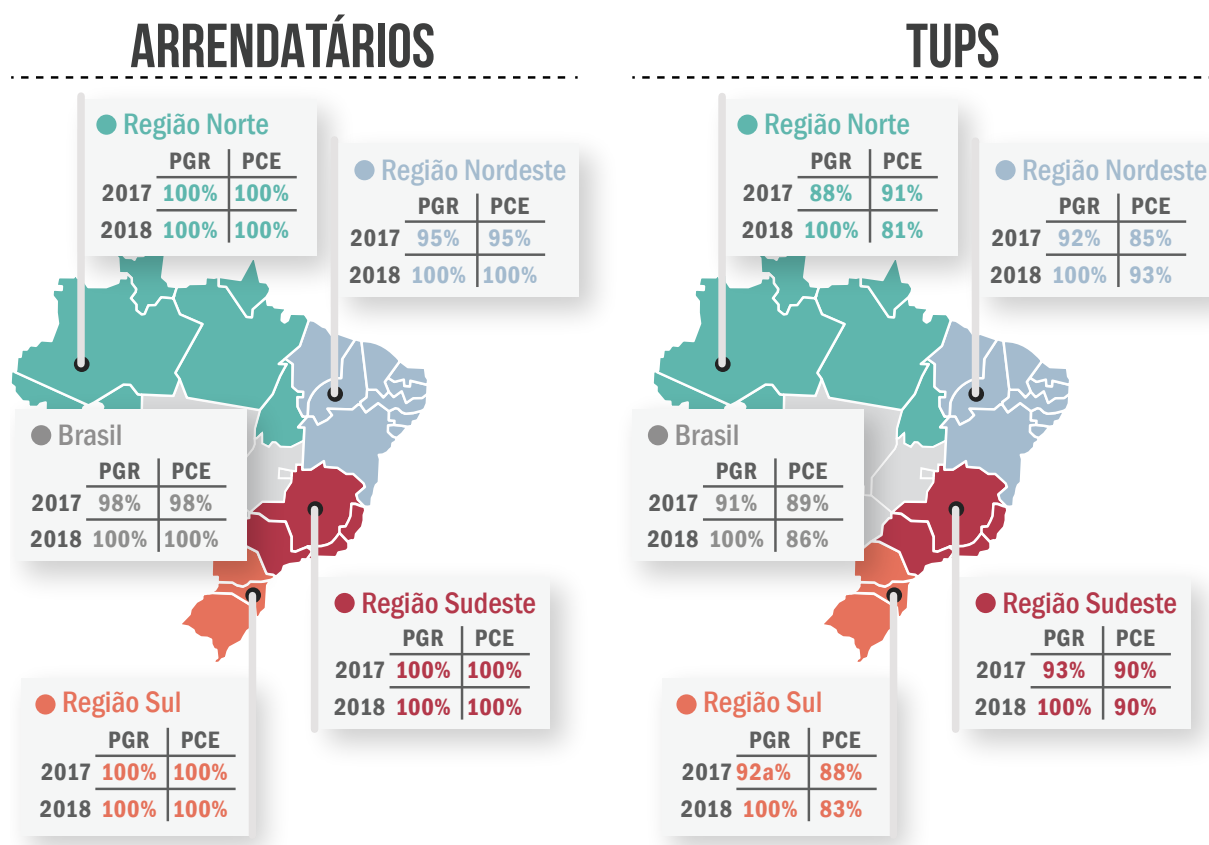 ARRENDATÁRIOS
Região Norte
PGR PCE
2017 100% 100%
2018 100% 100%
Região Nordeste
PGR PCE
2017 95% 95%
2018 100% 100%
Brasil
PGR PCE
2017 98% 98%
2018 100% 100%
Região Sudeste
PGR PCE
2017 100% 100%
2018 100% 100%
Região Sul
PGR PCE
2017 100% 100%
2018 100% 100%
TUPS
Região Norte
PGR PCE
2017 88% 91%
2018 100% 81%
Região Nordeste
PGR PCE
2017 92% 85%
2018 100% 93%
Brasil
PGR PCE
2017 91% 89%
2018 100% 86%
Região Sudeste
PGR PCE
2017 93% 90%
2018 100% 90%
Região Sul
PGR PCE
2017 92a% 88%
2018 100% 83%